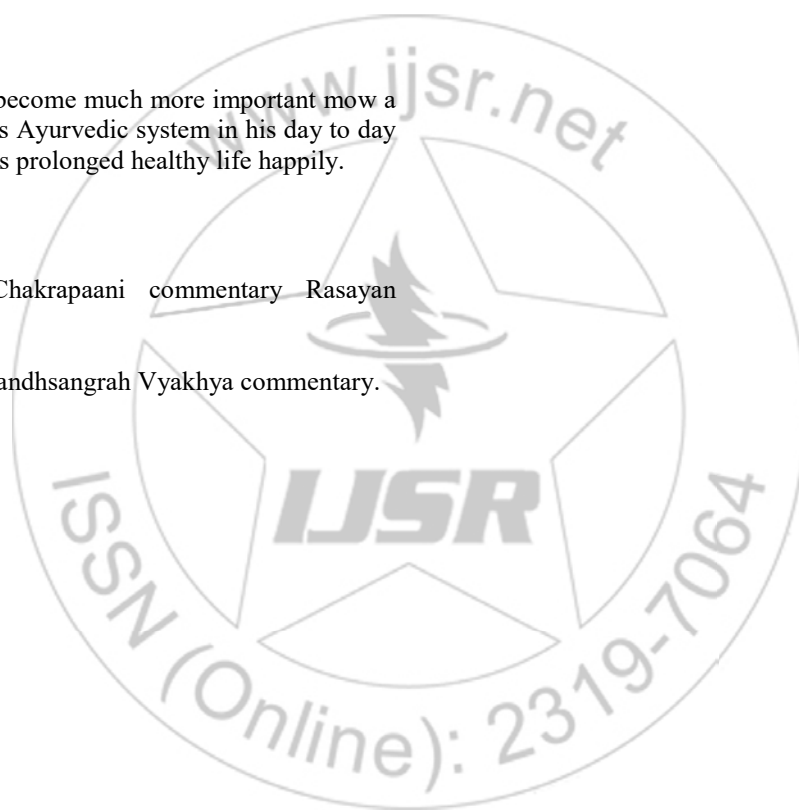 become much more important mow a
s Ayurvedic system in his day to day
s prolonged healthy life happily.
Chakrapaani commentary Rasayan
andhsangrah Vyakhya commentary.
www.ijsr.net
IJSR
ISSN (Online): 2319-7064